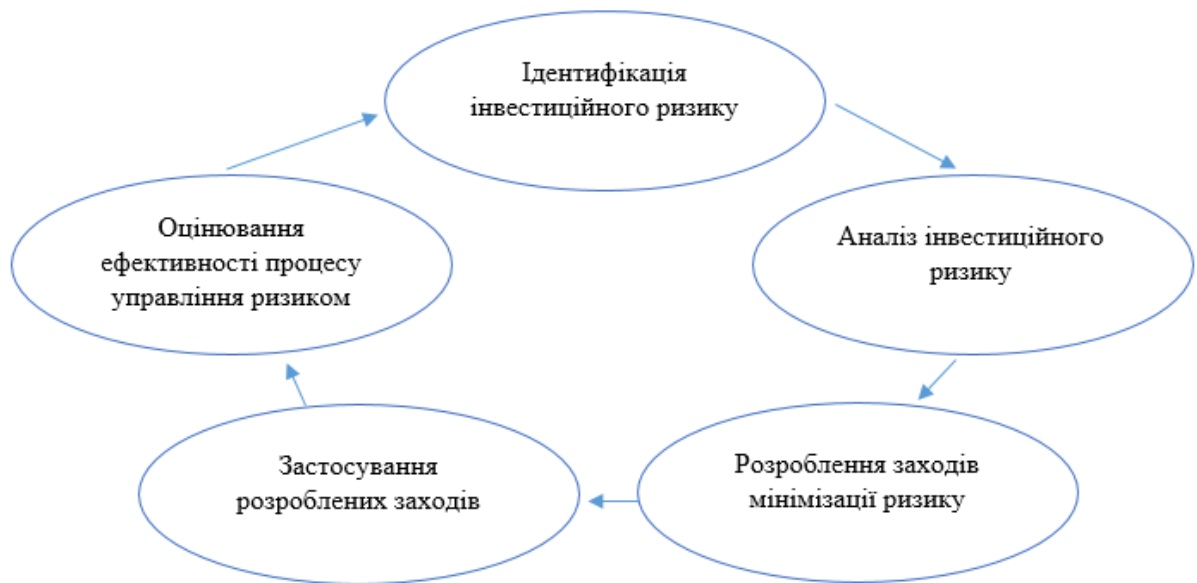 Ідентифікація
інвестиційного ризику
Аналіз інвестиційного
ризику
Розроблення заходів
мінімізації ризику
Застосування
розроблених заходів
Оцінювання
ефективності процесу
управління ризиком